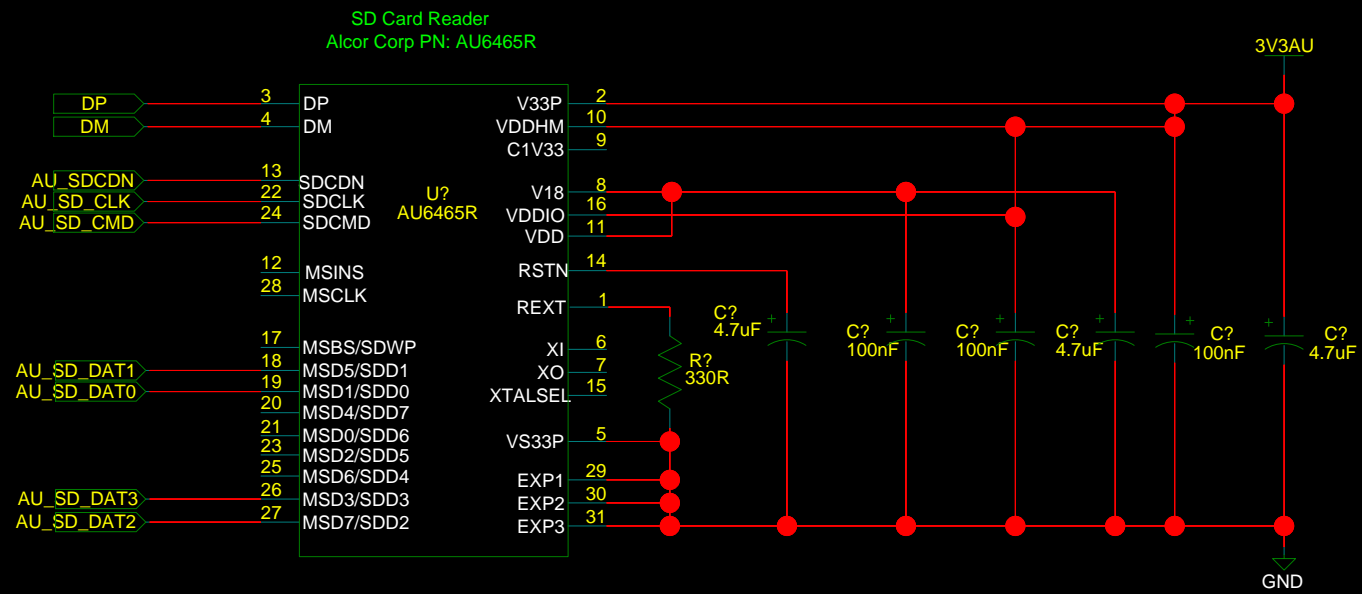 SD Card Reader
Alcor Corp PN: AU6465R
3V3AU
DP 3 DP
DM 4 DM
AU_SDCDN 13 SDCDN
AU_SD_CLK 22 SDCLK
AU_SD_CMD 24 SDCMD
12 MSINS
28 MSCLK
17 MSBS/SDWP
AU_SD_DAT1 18 MSD5/SDD1
AU_SD_DAT0 19 MSD1/SDD0
20 MSD4/SDD7
21 MSD0/SDD6
23 MSD2/SDD5
25 MSD6/SDD4
AU_SD_DAT3 26 MSD3/SDD3
AU_SD_DAT2 27 MSD7/SDD2
U?
AU6465R
V33P 2
VDDHM 10
C1V33 9
V18 8
VDDIO 16
VDD 11
RSTN 14
REXT 1
XI 6
XO 7
XTALSEL 15
VS33P 5
EXP1 29
EXP2 30
EXP3 31
R?
330R
C?
4.7uF
C?
100nF
C?
100nF
C?
4.7uF
C?
100nF
C?
4.7uF
GND